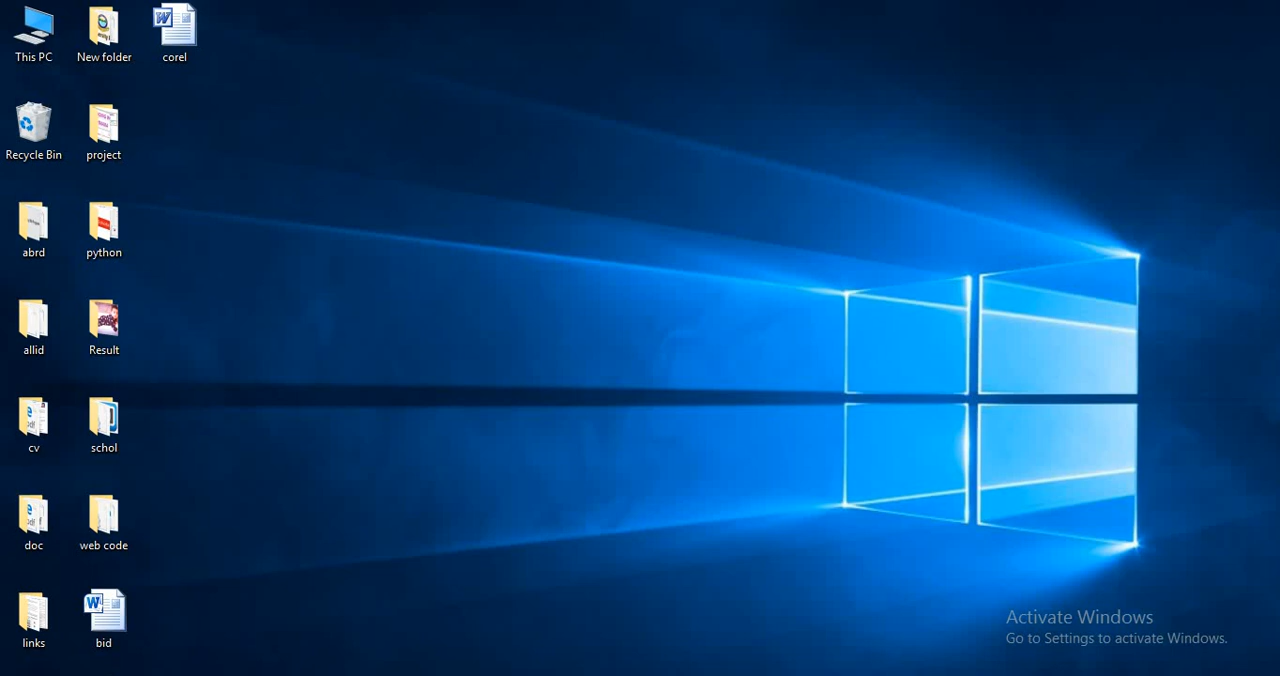 This PC
New folder
corel
Recycle Bin
project
abrd
python
allid
Result
cv
schol
doc
web code
links
bid
Activate Windows
Go to Settings to activate Windows.